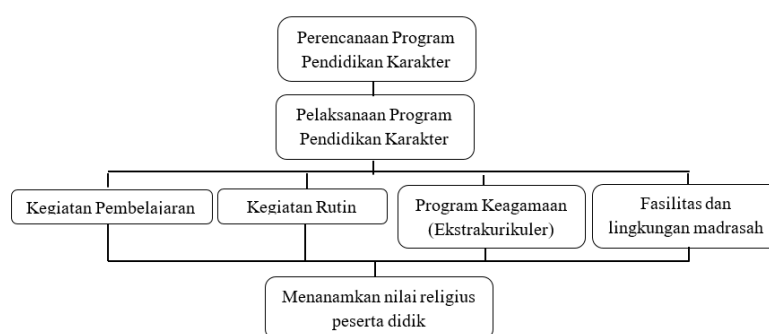 Perencanaan Program
Pendidikan Karakter
Pelaksanaan Program
Pendidikan Karakter
Kegiatan Pembelajaran
Kegiatan Rutin
Program Keagamaan
(Ekstrakurikuler)
Fasilitas dan
lingkungan madrasah
Menanamkan nilai religius
peserta didik